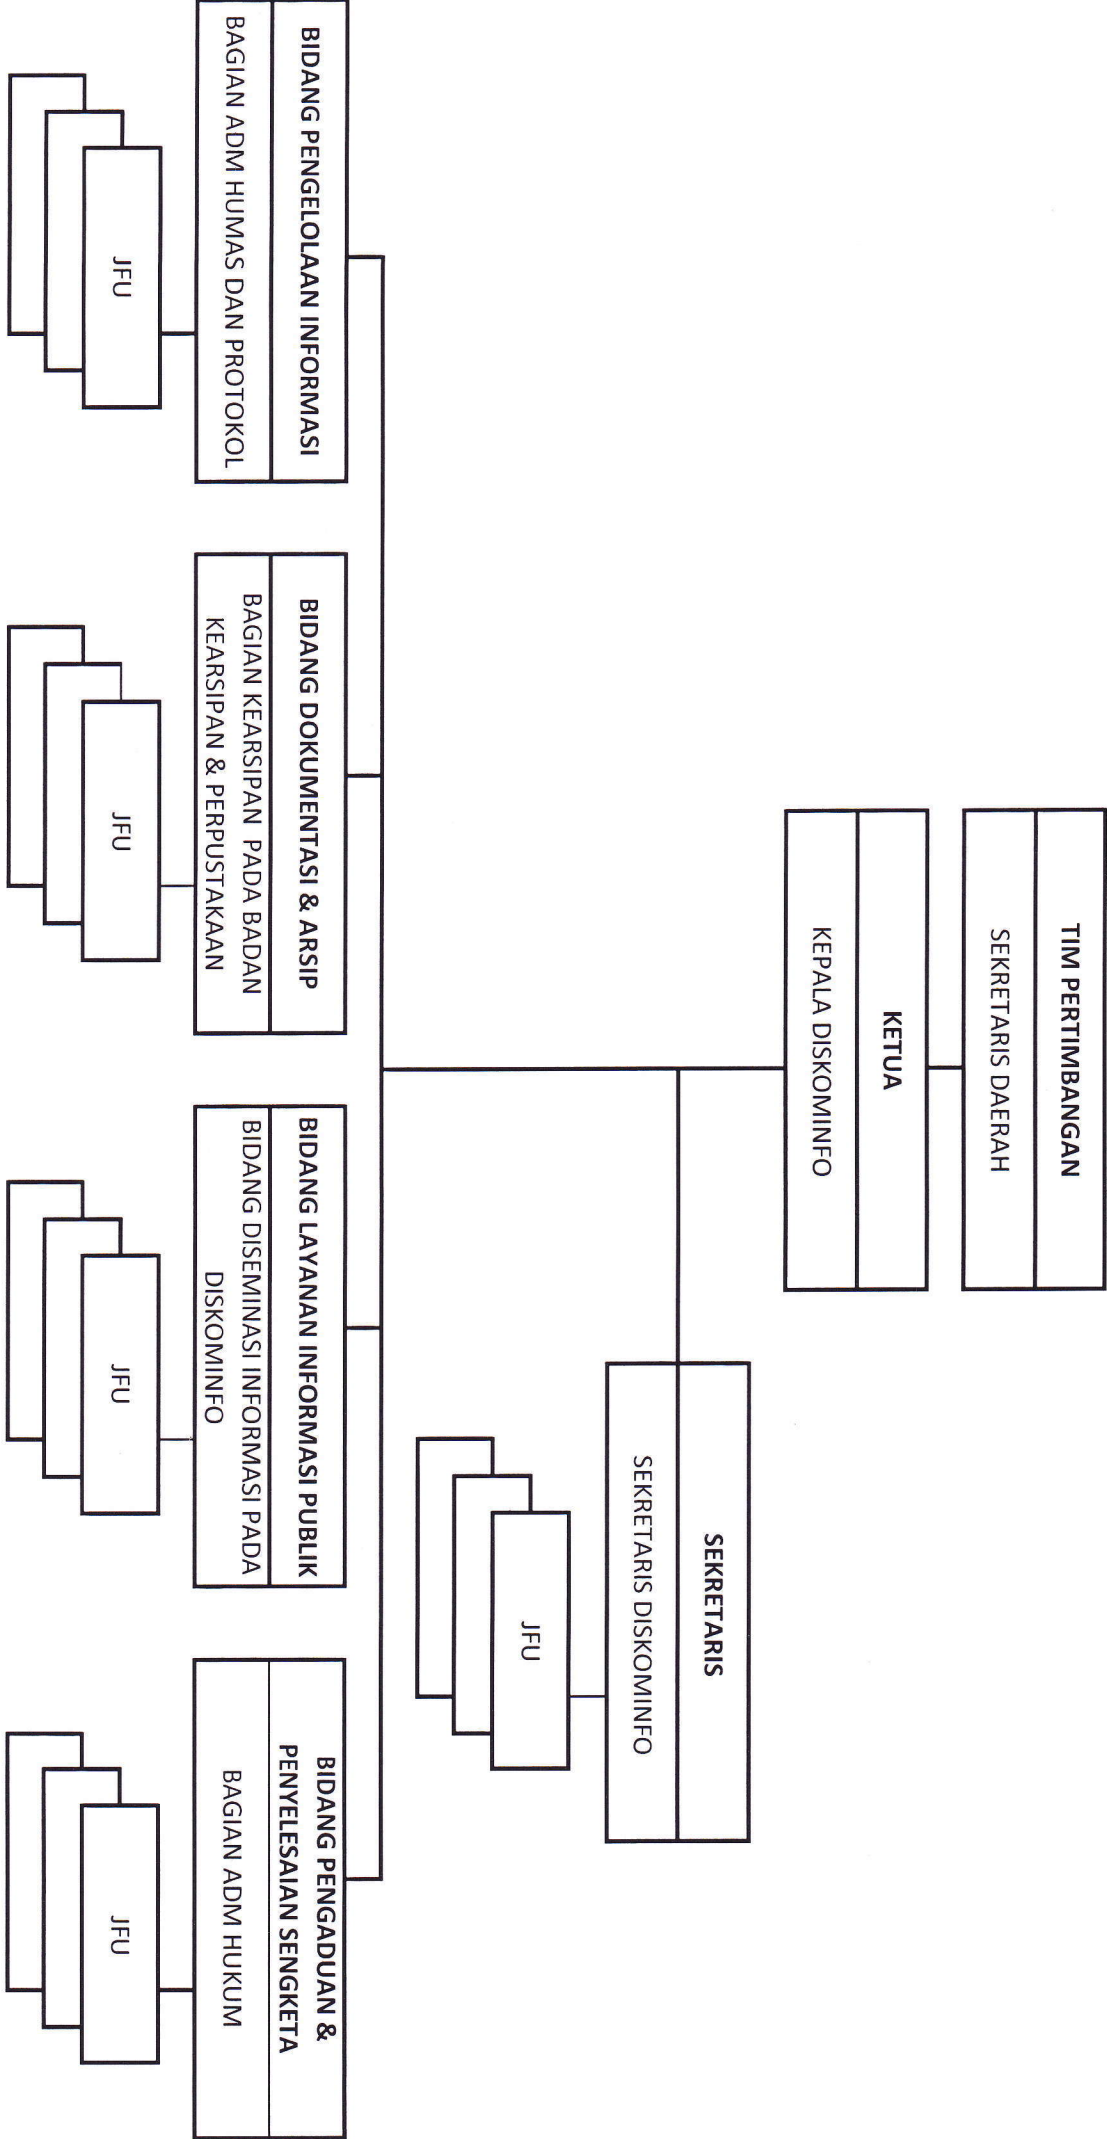 TIM PERTIMBANGAN
SEKRETARIS DAERAH
KETUA
KEPALA DISKOMINFO
SEKRETARIS
SEKRETARIS DISKOMINFO
JFU
BIDANG PENGELOLAAN INFORMASI
BAGIAN ADM HUMAS DAN PROTOKOL
JFU
BIDANG DOKUMENTASI & ARSIP
BAGIAN KEARSIPAN PADA BADAN
KEARSIPAN & PERPUSTAKAAN
JFU
BIDANG LAYANAN INFORMASI PUBLIK
BIDANG DISEMINASI INFORMASI PADA
DISKOMINFO
JFU
BIDANG PENGADUAN &
PENYELESAIAN SENGKETA
BAGIAN ADM HUKUM
JFU